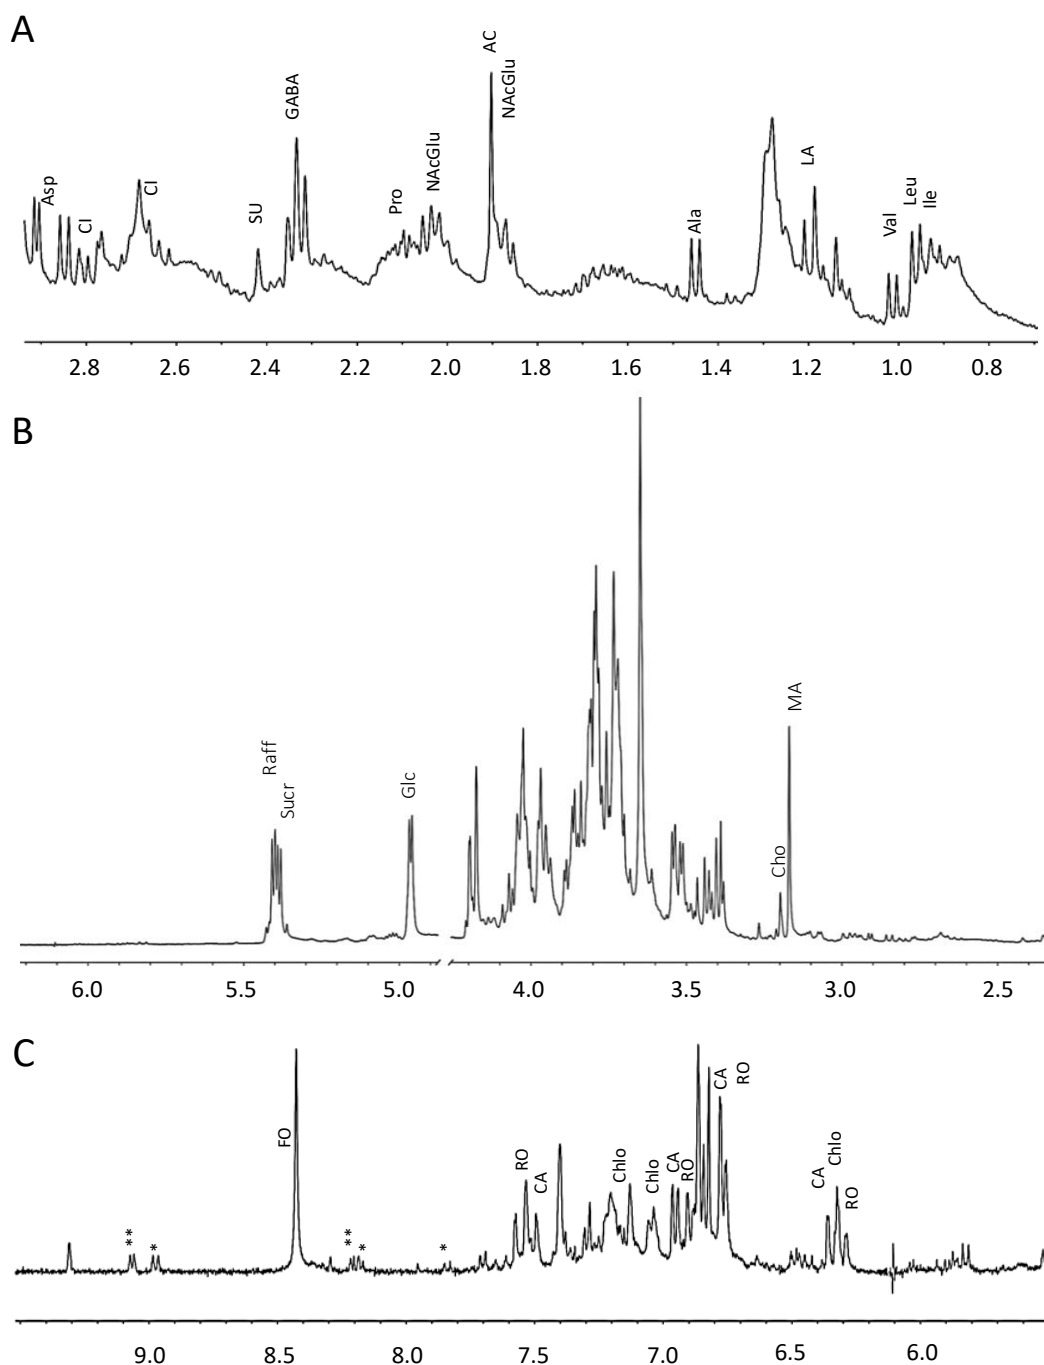 A
Asp
CI
CI
SU
GABA
Pro
NAcGlu
AC
NAcGlu
Ala
LA
Val
Leu
Ile
2.8 2.6 2.4 2.2 2.0 1.8 1.6 1.4 1.2 1.0 0.8
B
Raff
Sucr
Glc
Cho
MA
6.0 5.5 5.0 4.0 3.5 3.0 2.5
C
**
*
FO
**
*
*
RO
CA
Chlo
Chlo
CA
RO
CA
RO
CA
Chlo
RO
9.0 8.5 8.0 7.5 7.0 6.5 6.0